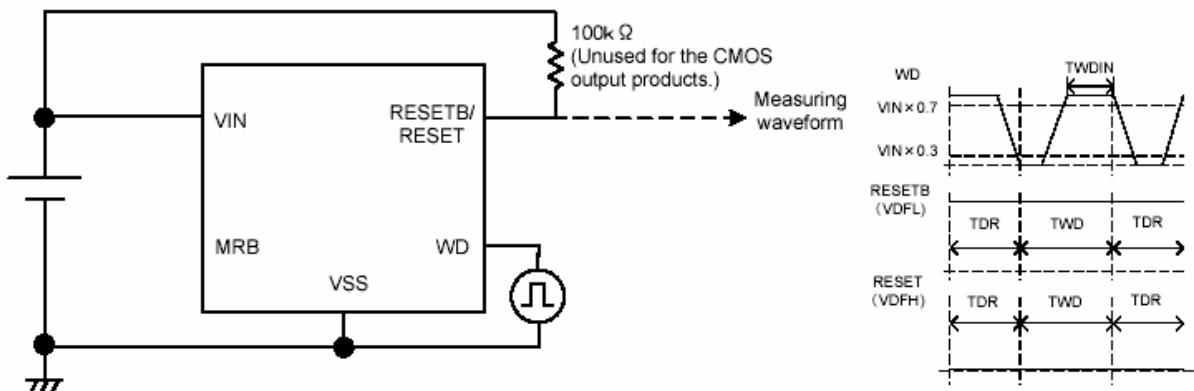 100k Ω
(Unused for the CMOS
output products.)
VIN
RESETB/
RESET
Measuring
waveform
MRB
WD
VSS
WD
TWDIN
VIN×0.7
VIN×0.3
RESETB
(VDFL)
TDR
TWD
TDR
RESET
(VDFH)
TDR
TWD
TDR